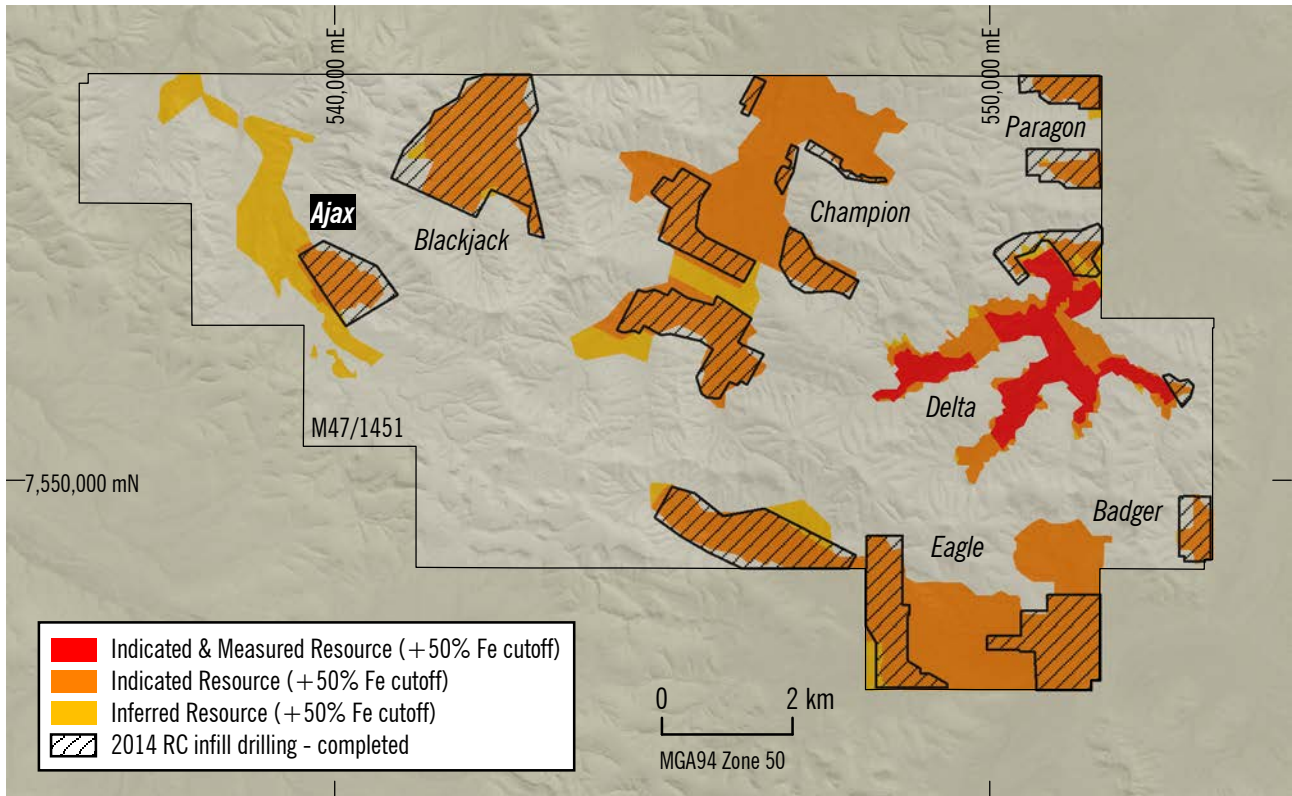 540,000 mE
550,000 mE
Paragon
Ajax
Blackjack
Champion
Delta
M47/1451
7,550,000 mN
Badger
Eagle
Indicated & Measured Resource (+50% Fe cutoff)
Indicated Resource (+50% Fe cutoff)
Inferred Resource (+50% Fe cutoff)
2014 RC infill drilling - completed
0 2 km
MGA94 Zone 50